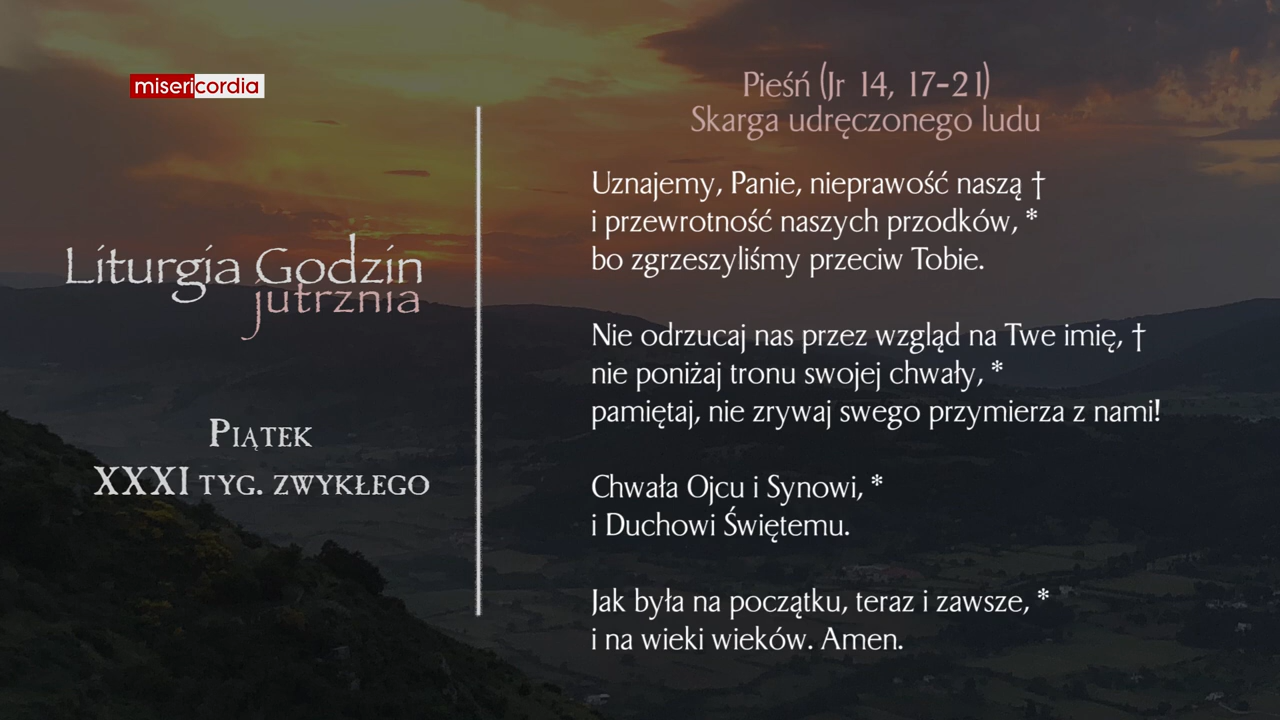 misericordia
Liturgia Godzin
jutrznia
Piątek
XXXI tyg. zwykłego
Pieśń (Jr 14, 17-21)
Skarga udręczonego ludu
Uznajemy, Panie, nieprawość naszą †
i przewrotność naszych przodków, *
bo zgrzeszyliśmy przeciw Tobie.
Nie odrzucaj nas przez wzgląd na Twe imię, †
nie poniżaj tronu swojej chwały, *
pamiętaj, nie zrywaj swego przymierza z nami!
Chwała Ojcu i Synowi, *
i Duchowi Świętemu.
Jak była na początku, teraz i zawsze, *
i na wieki wieków. Amen.